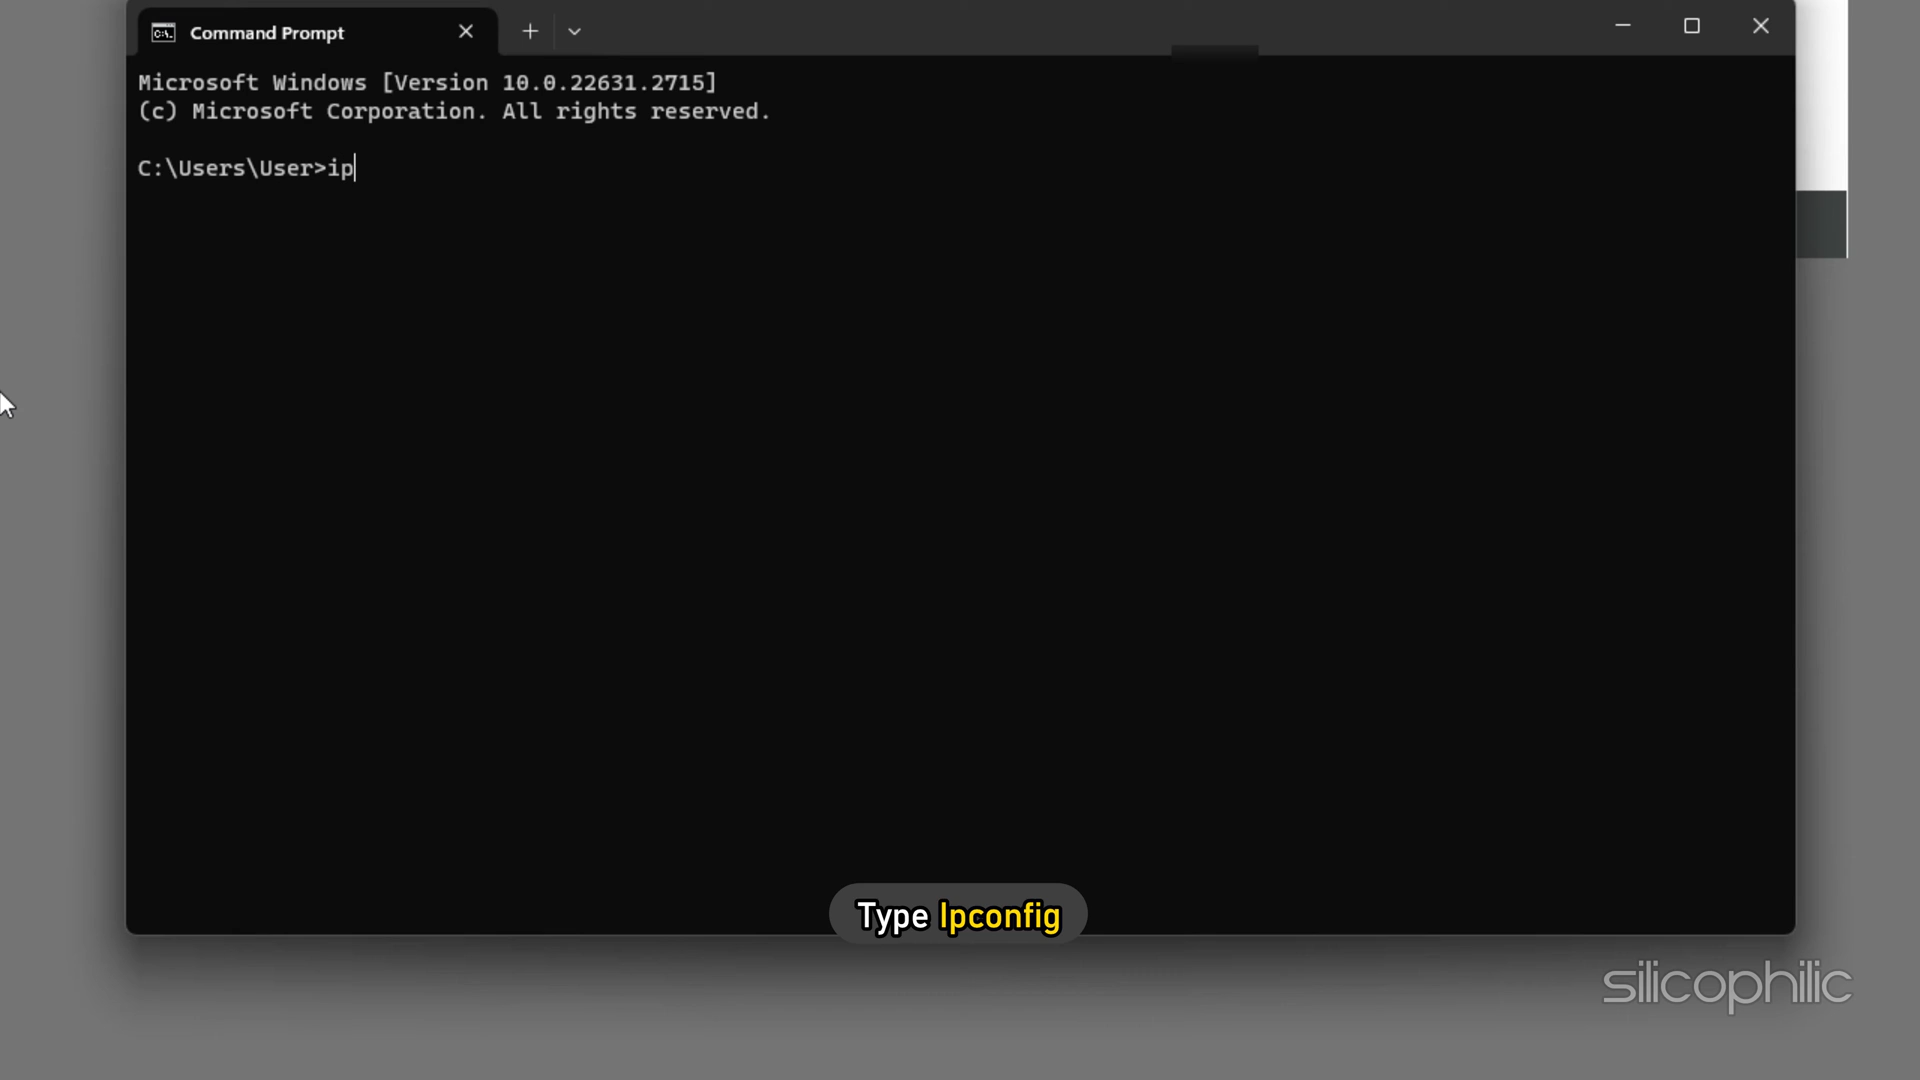 Command Prompt
Microsoft Windows [Version 10.0.22631.2715]
(c) Microsoft Corporation. All rights reserved.
C:\Users\User>ip
Type Ipconfig
silicophilic